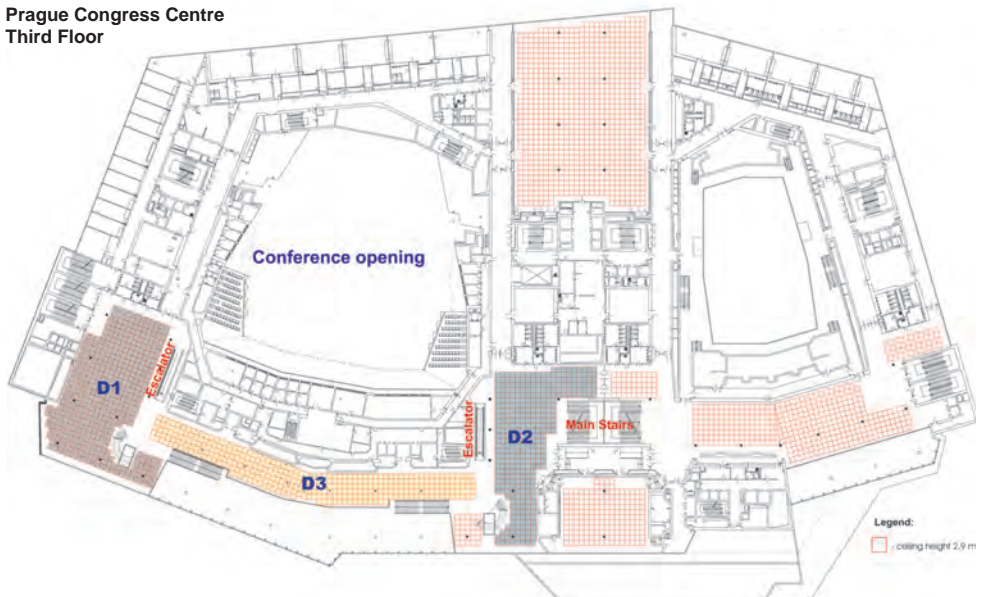 Prague Congress Centre
Third Floor
Conference opening
D1
Escalator
D3
Escalator
D2
Main Stairs
Legend:
- ceiling height 2.9 m